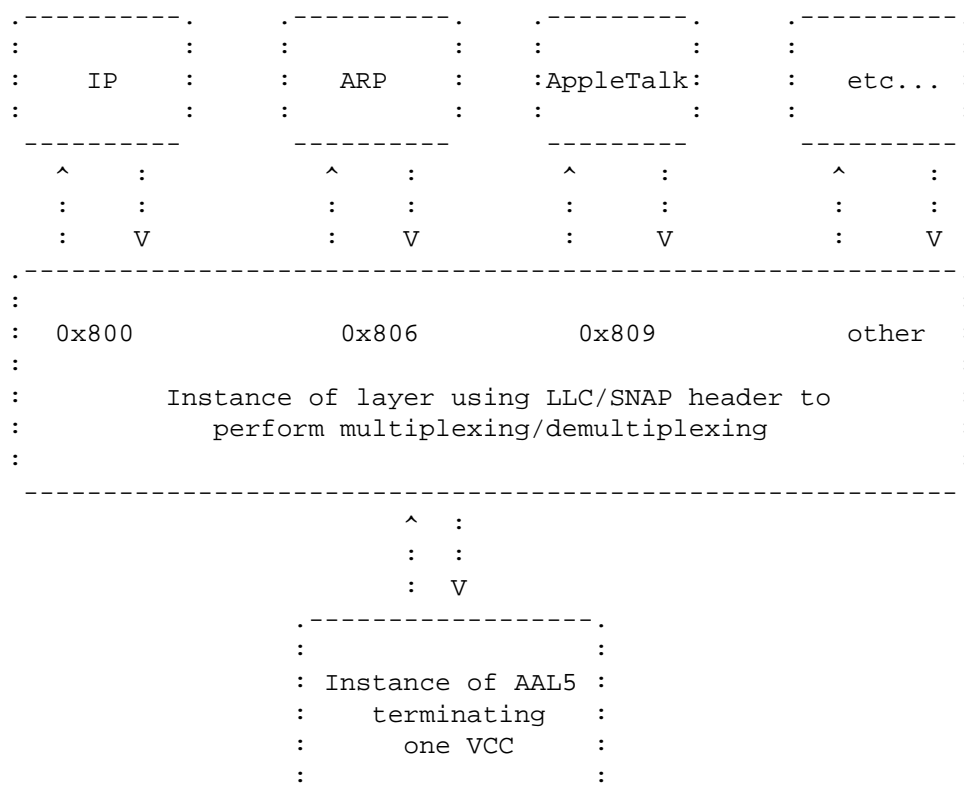 IP ARP AppleTalk etc...
0x800 0x806 0x809 other
Instance of layer using LLC/SNAP header to
perform multiplexing/demultiplexing
Instance of AAL5
terminating
one VCC